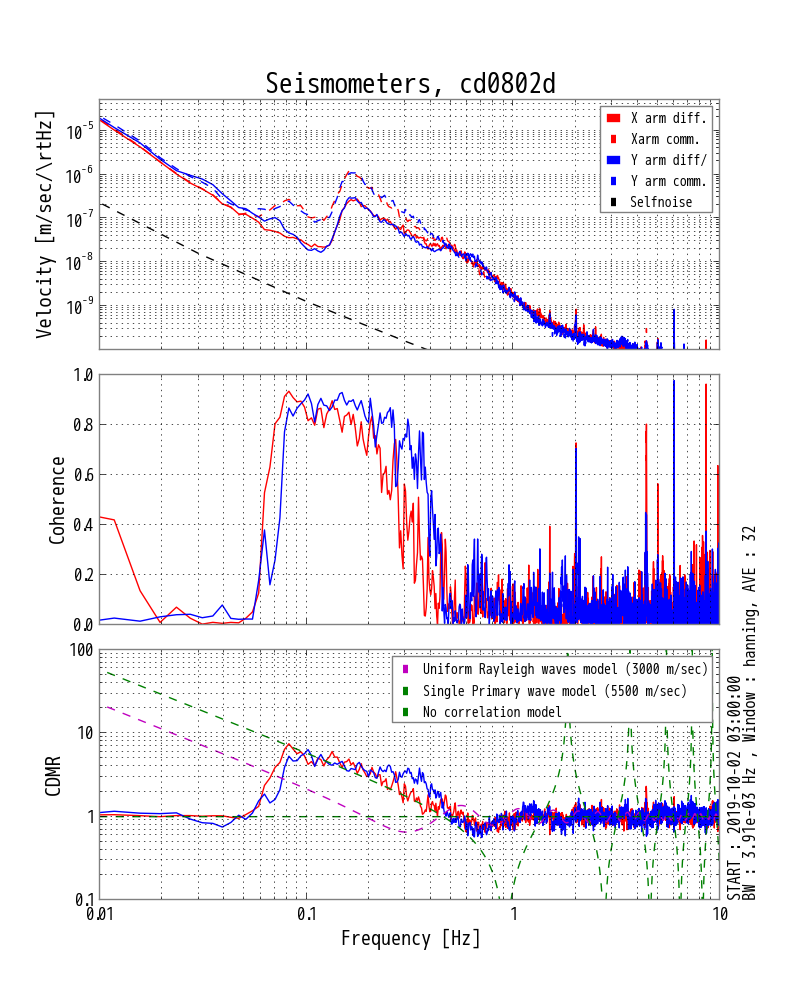 Seismometers, cd0802d
Velocity [m/sec/\rtHz]
10^-5
10^-6
10^-7
10^-8
10^-9
X arm diff.
Xarm comm.
Y arm diff/
Y arm comm.
Selfnoise
Coherence
1.0
0.8
0.6
0.4
0.2
0.0
CDMR
100
10
1
0.1
Uniform Rayleigh waves model (3000 m/sec)
Single Primary wave model (5500 m/sec)
No correlation model
0.01
0.1
1
10
Frequency [Hz]
START : 2019-10-02 03:00:00
BW : 3.91e-03 Hz , Window : hanning, AVE : 32